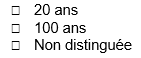 □ 20 ans
□ 100 ans
□ Non distinguée